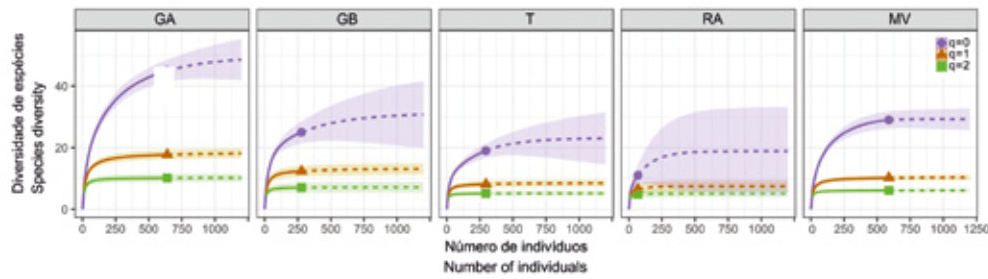 GA GB T RA MV
q=0
q=1
q=2
Diversidade de espécies
Species diversity
40
20
0
0 250 500 750 1000 0 250 500 750 1000 0 250 500 750 1000 0 250 500 750 1000 0 250 500 750 1000 1250
Número de indivíduos
Number of individuals